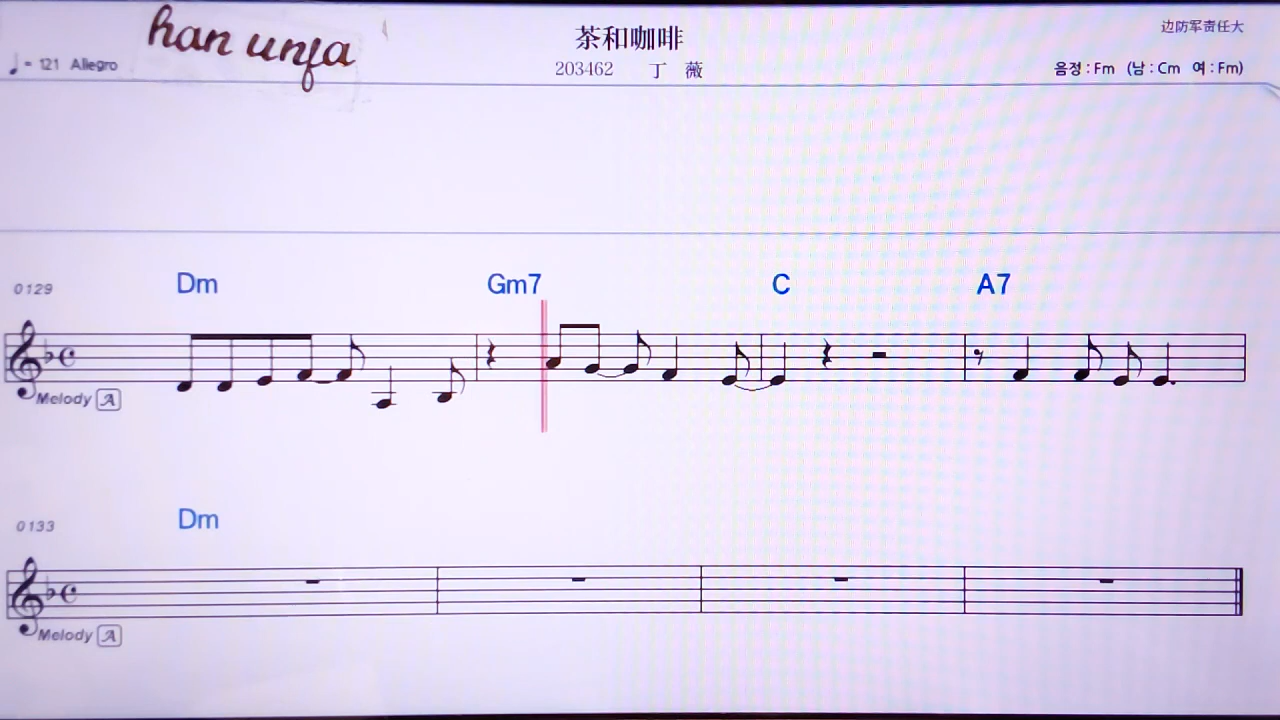 han unfa
茶和咖啡
边防军责任大
♩= 121 Allegro
203462 丁 薇
음정 : Fm (남 : Cm 여 : Fm)
Dm Gm7 C A7
0129
Melody A
Dm
0133
Melody A